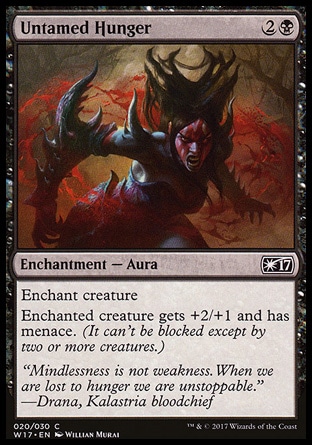 Untamed Hunger 2
Enchantment — Aura 17
Enchant creature
Enchanted creature gets +2/+1 and has
menace. (It can't be blocked except by
two or more creatures.)
“Mindlessness is not weakness. When we
are lost to hunger we are unstoppable.”
—Drana, Kalastria bloodchief
020/030 C
W17 • EN Willian Murai
™ & © 2017 Wizards of the Coast